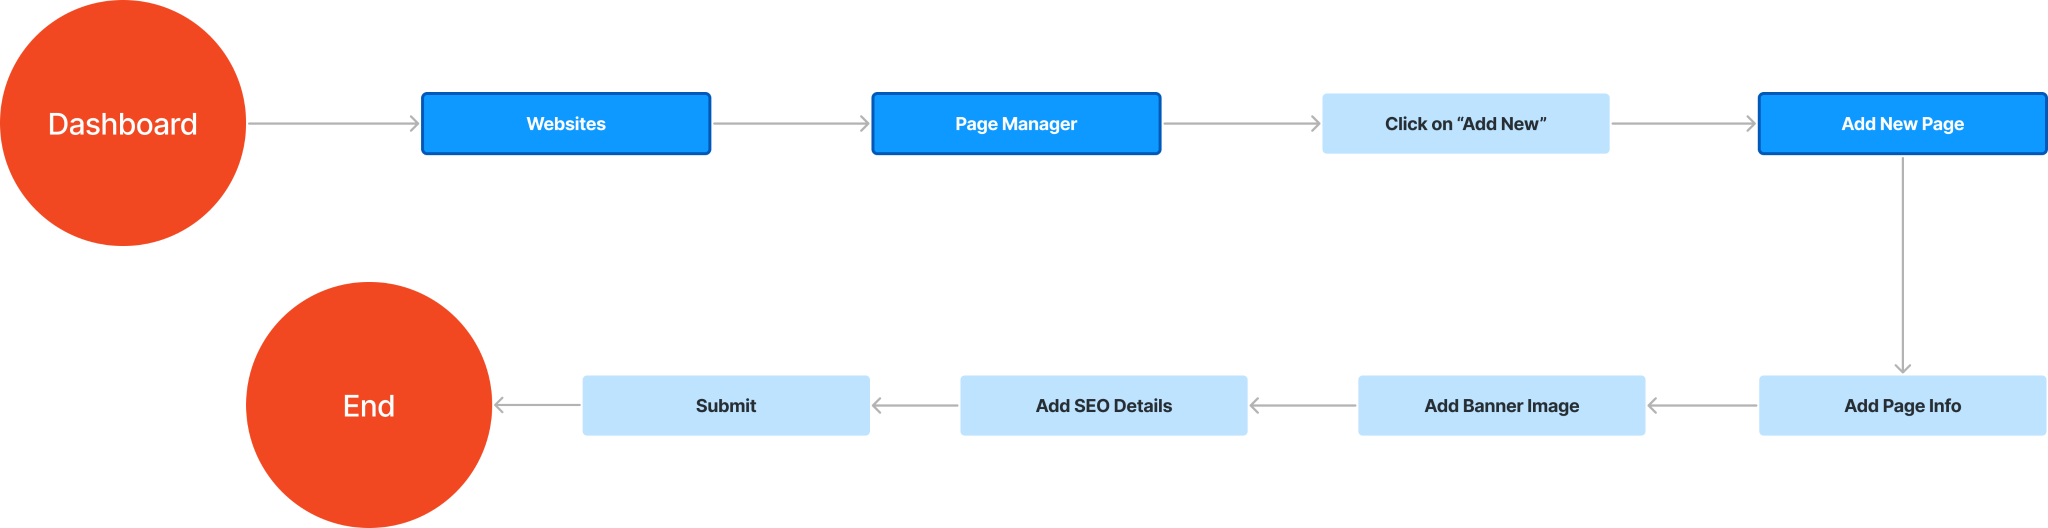 Dashboard
Websites
Page Manager
Click on “Add New”
Add New Page
Add Page Info
Add Banner Image
Add SEO Details
Submit
End